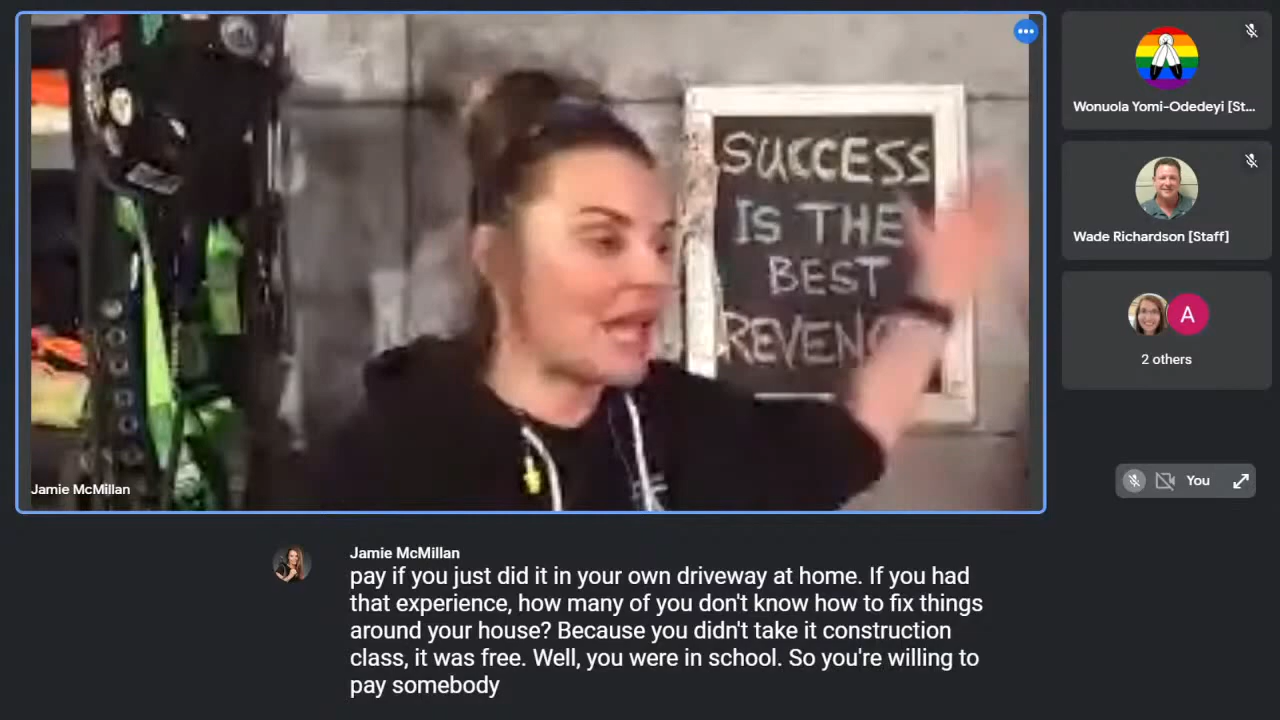 SUCCESS
IS THE
BEST
REVENG
Jamie McMillan
Wonuola Yomi-Odedeyi [St...
Wade Richardson [Staff]
A
2 others
You
Jamie McMillan
pay if you just did it in your own driveway at home. If you had
that experience, how many of you don't know how to fix things
around your house? Because you didn't take it construction
class, it was free. Well, you were in school. So you're willing to
pay somebody